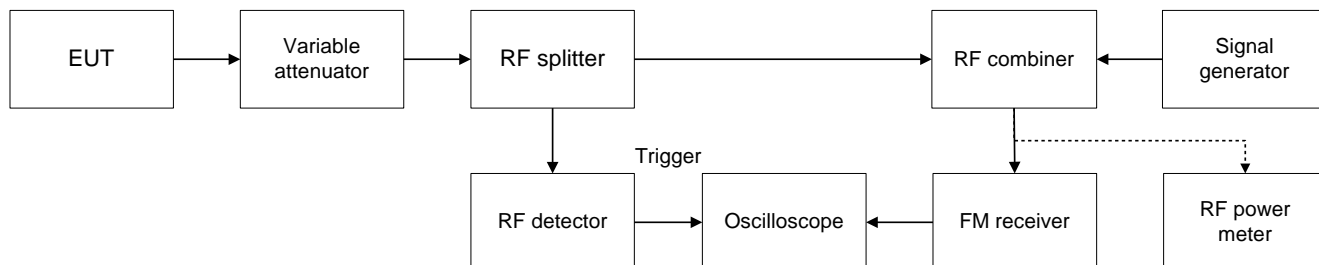 EUT
Variable
attenuator
RF splitter
RF combiner
Signal
generator
Trigger
RF detector
Oscilloscope
FM receiver
RF power
meter